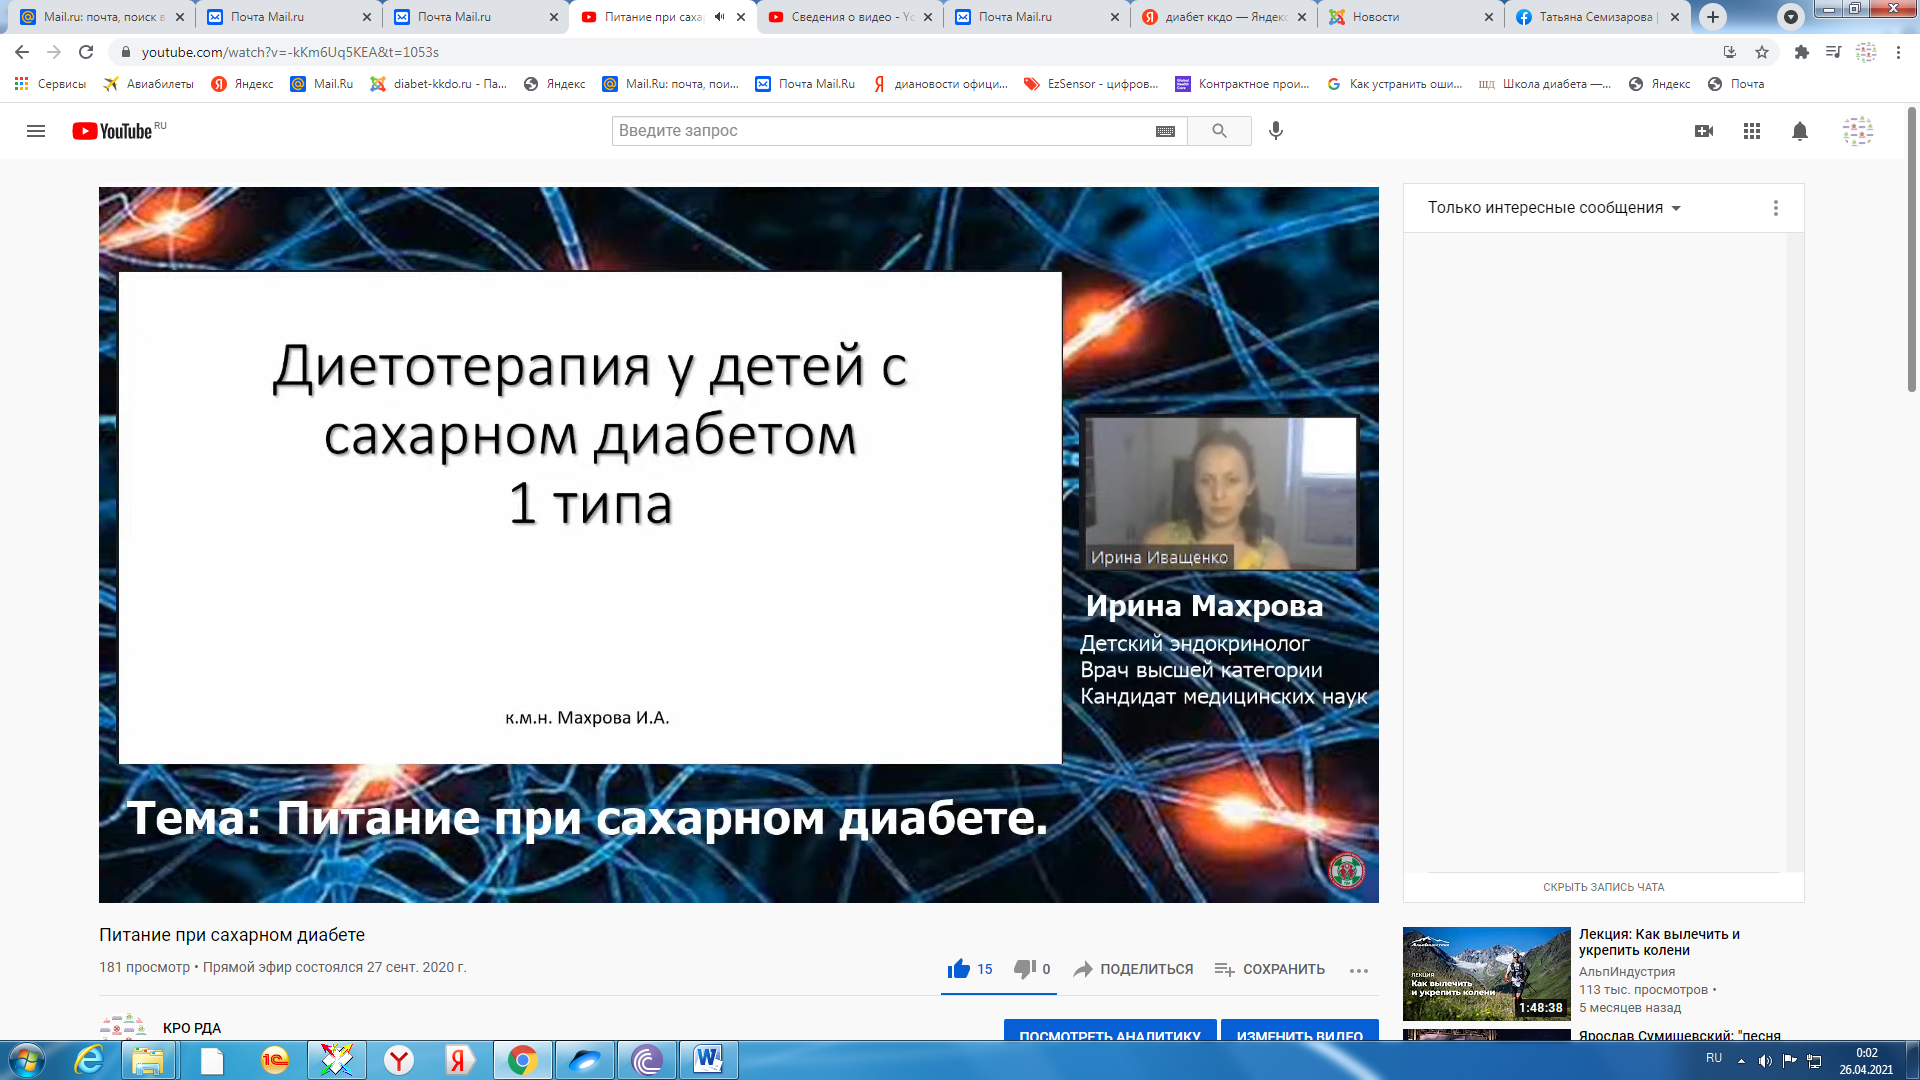 Mail.ru: почта, поиск в
Почта Mail.ru
Почта Mail.ru
Питание при саха
Сведения о видео - Yo
Почта Mail.ru
диабет ккдо — Яндекс
Новости
Татьяна Семизарова |
youtube.com/watch?v=-kKm6Uq5KEA&t=1053s
Сервисы
Авиабилеты
Яндекс
Mail.Ru
diabet-kkdo.ru - Па...
Яндекс
Mail.Ru: почта, пои...
Почта Mail.Ru
диановости офици...
EzSensor - цифров...
Контрактное прои...
Как устранить оши...
Школа диабета —...
Яндекс
Почта
YouTube RU
Введите запрос
Только интересные сообщения
Диетотерапия у детей с
сахарном диабетом
1 типа
к.м.н. Махрова И.А.
Ирина Иващенко
Ирина Махрова
Детский эндокринолог
Врач высшей категории
Кандидат медицинских наук
Тема: Питание при сахарном диабете.
СКРЫТЬ ЗАПИСЬ ЧАТА
Питание при сахарном диабете
181 просмотр • Прямой эфир состоялся 27 сент. 2020 г.
15
0
ПОДЕЛИТЬСЯ
СОХРАНИТЬ
КРО РДА
ПОСМОТРЕТЬ АНАЛИТИКУ
ИЗМЕНИТЬ ВИДЕО
АльпИндустрия
ЛЕКЦИЯ
Как вылечить
и укрепить колени
1:48:38
Лекция: Как вылечить и
укрепить колени
АльпИндустрия
113 тыс. просмотров •
5 месяцев назад
Ярослав Сумишевский: "песня
RU
0:02
26.04.2021